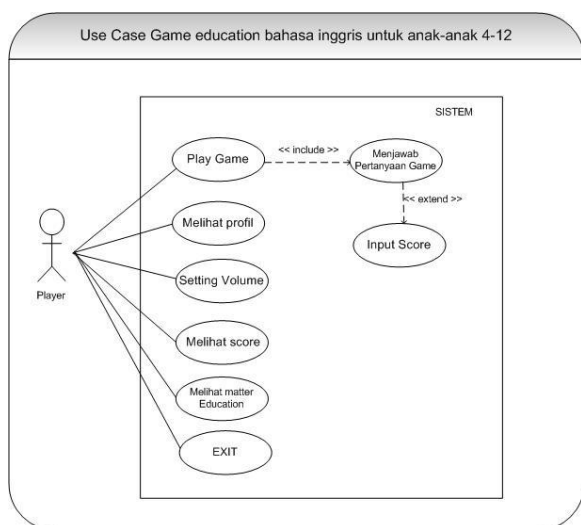 Use Case Game education bahasa inggris untuk anak-anak 4-12
SISTEM
Play Game
<< include >>
Menjawab
Pertanyaan Game
<< extend >>
Input Score
Melihat profil
Setting Volume
Melihat score
Melihat matter
Education
EXIT
Player